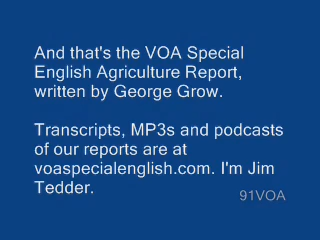 And that's the VOA Special
English Agriculture Report,
written by George Grow.
Transcripts, MP3s and podcasts
of our reports are at
voaspecialenglish.com. I'm Jim
Tedder.
91VOA